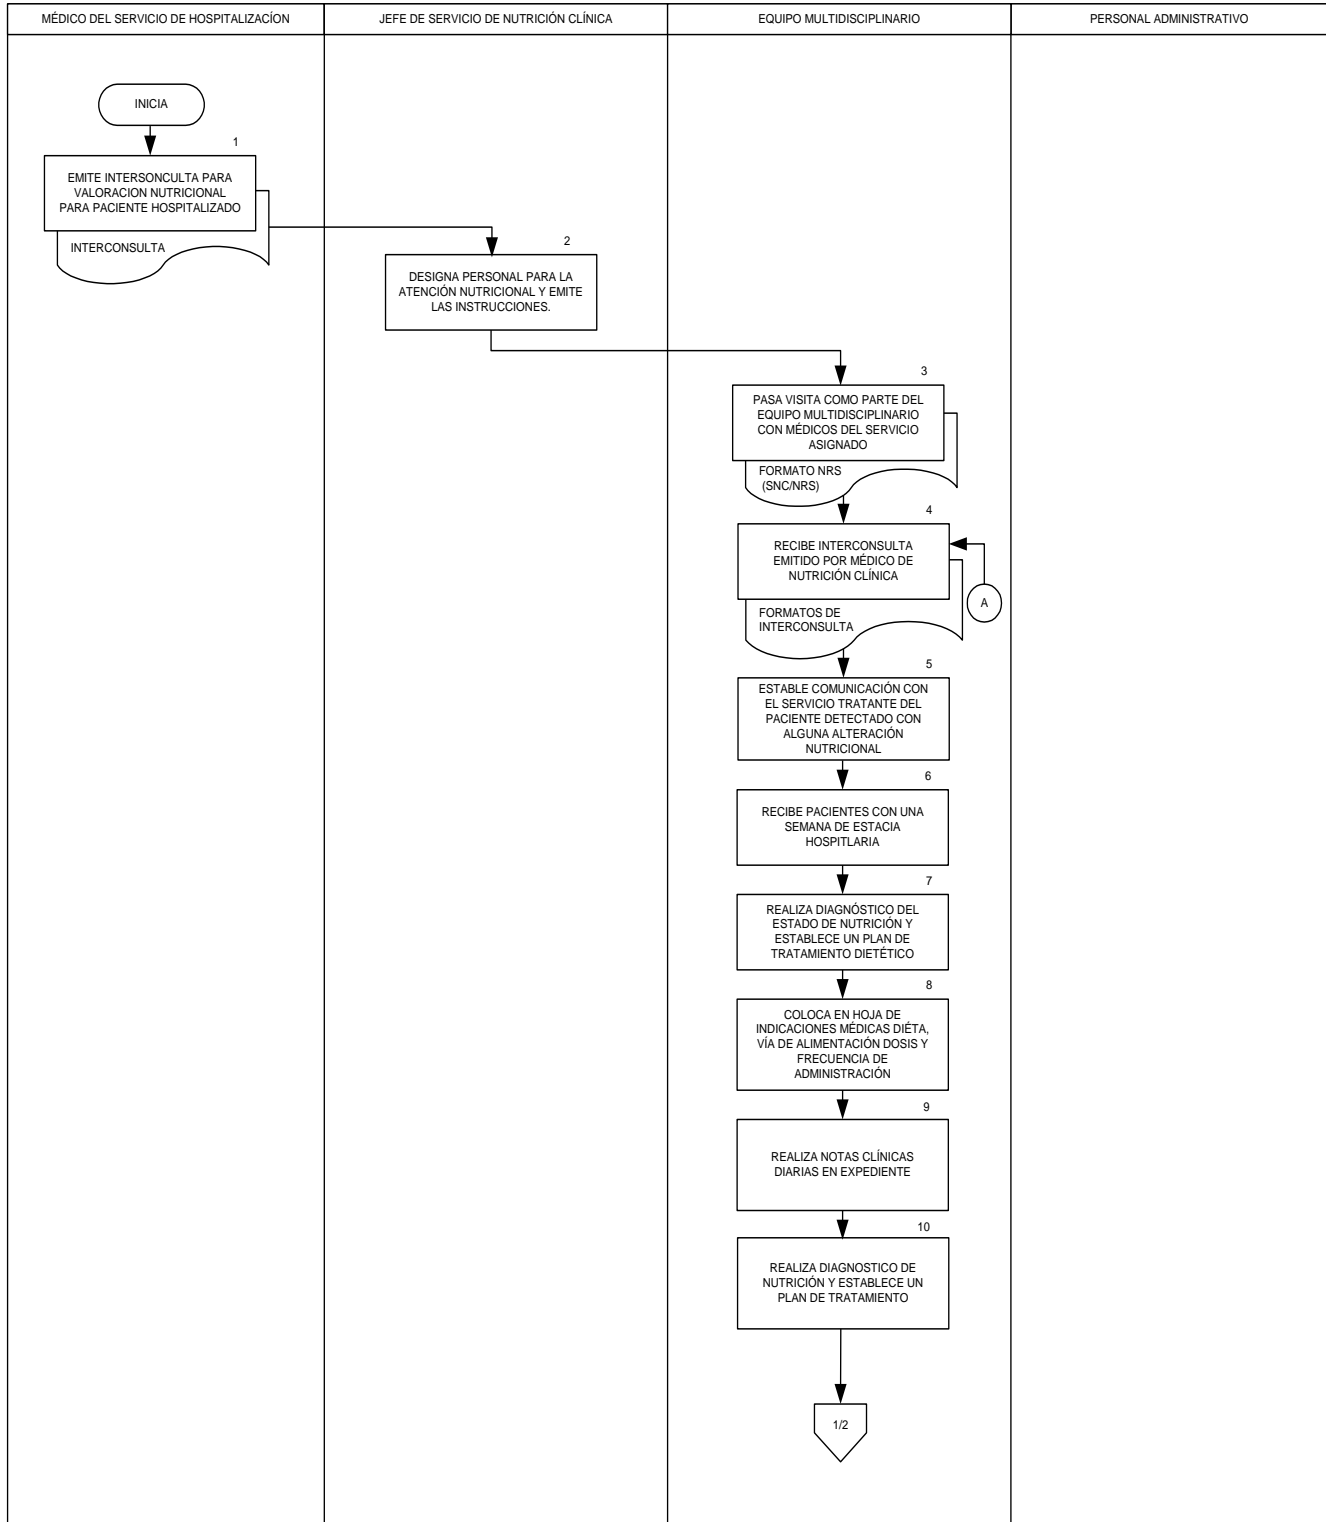 MÉDICO DEL SERVICIO DE HOSPITALIZACÍON
JEFE DE SERVICIO DE NUTRICIÓN CLÍNICA
EQUIPO MULTIDISCIPLINARIO
PERSONAL ADMINISTRATIVO
INICIA
1
EMITE INTERSONCULTA PARA
VALORACION NUTRICIONAL
PARA PACIENTE HOSPITALIZADO
INTERCONSULTA
2
DESIGNA PERSONAL PARA LA
ATENCIÓN NUTRICIONAL Y EMITE
LAS INSTRUCCIONES.
3
PASA VISITA COMO PARTE DEL
EQUIPO MULTIDISCIPLINARIO
CON MÉDICOS DEL SERVICIO
ASIGNADO
FORMATO NRS
(SNC/NRS)
4
RECIBE INTERCONSULTA
EMITIDO POR MÉDICO DE
NUTRICIÓN CLÍNICA
A
FORMATOS DE
INTERCONSULTA
5
ESTABLE COMUNICACIÓN CON
EL SERVICIO TRATANTE DEL
PACIENTE DETECTADO CON
ALGUNA ALTERACIÓN
NUTRICIONAL
6
RECIBE PACIENTES CON UNA
SEMANA DE ESTACIA
HOSPITLARIA
7
REALIZA DIAGNÓSTICO DEL
ESTADO DE NUTRICIÓN Y
ESTABLECE UN PLAN DE
TRATAMIENTO DIETÉTICO
8
COLOCA EN HOJA DE
INDICACIONES MÉDICAS DIÉTA,
VÍA DE ALIMENTACIÓN DOSIS Y
FRECUENCIA DE
ADMINISTRACIÓN
9
REALIZA NOTAS CLÍNICAS
DIARIAS EN EXPEDIENTE
10
REALIZA DIAGNOSTICO DE
NUTRICIÓN Y ESTABLECE UN
PLAN DE TRATAMIENTO
1/2